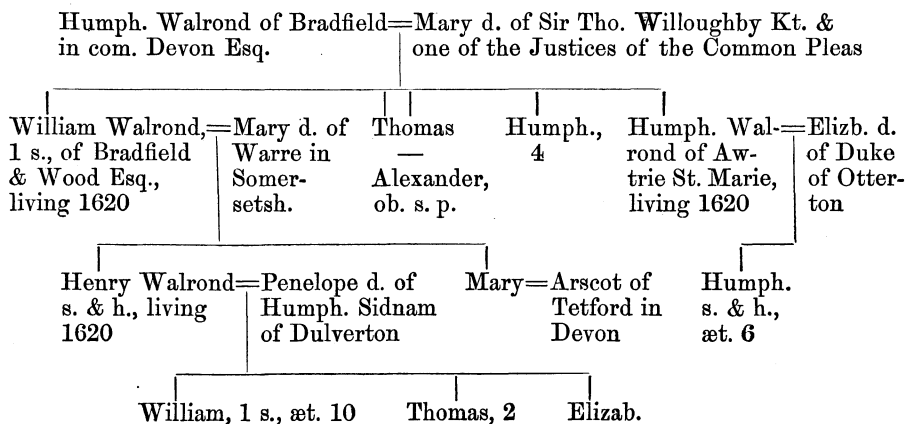 Humph. Walrond of Bradfield=Mary d. of Sir Tho. Willoughby Kt. &
in com. Devon Esq.
one of the Justices of the Common Pleas
William Walrond,=Mary d. of
1 s., of Bradfield
Warre in
& Wood Esq.,
Somer-
living 1620
setsh.
Thomas
—
Alexander,
ob. s. p.
Humph.,
4
Humph. Wal-=Elizb. d.
rond of Aw-
of Duke
trie St. Marie,
of Otter-
living 1620
ton
Henry Walrond=Penelope d. of
s. & h., living
Humph. Sidnam
1620
of Dulverton
Mary=Arscot of
Tetford in
Devon
Humph.
s. & h.,
æt. 6
William, 1 s., æt. 10
Thomas, 2
Elizab.